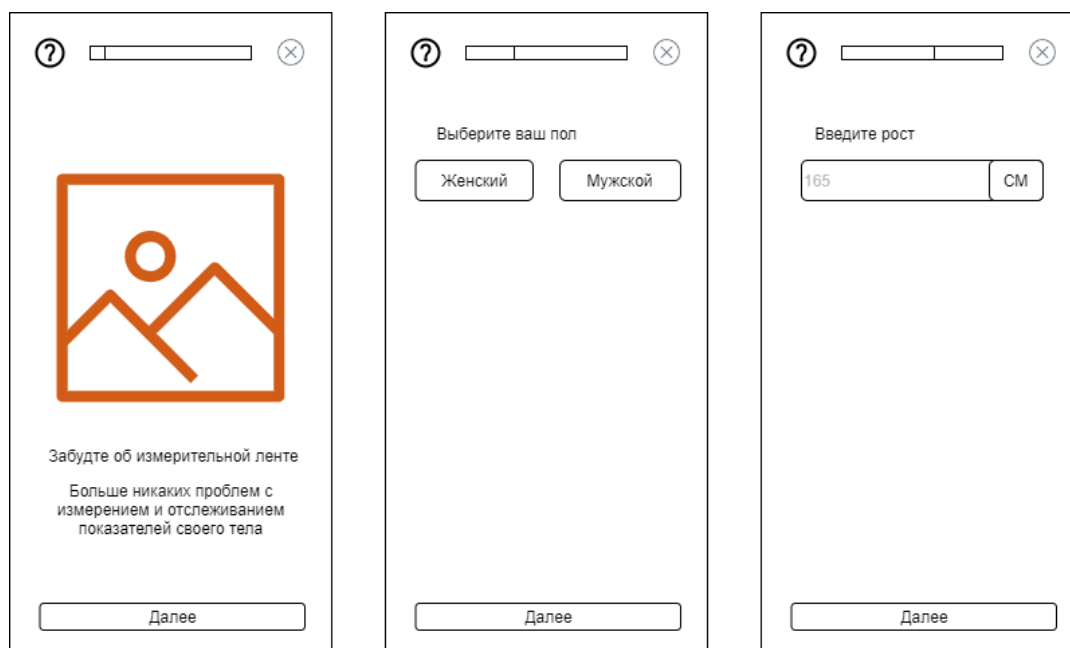 Забудте об измерительной ленте
Больше никаких проблем с
измерением и отслеживанием
показателей своего тела
Далее
Выберите ваш пол
Женский
Мужской
Далее
Введите рост
165
СМ
Далее